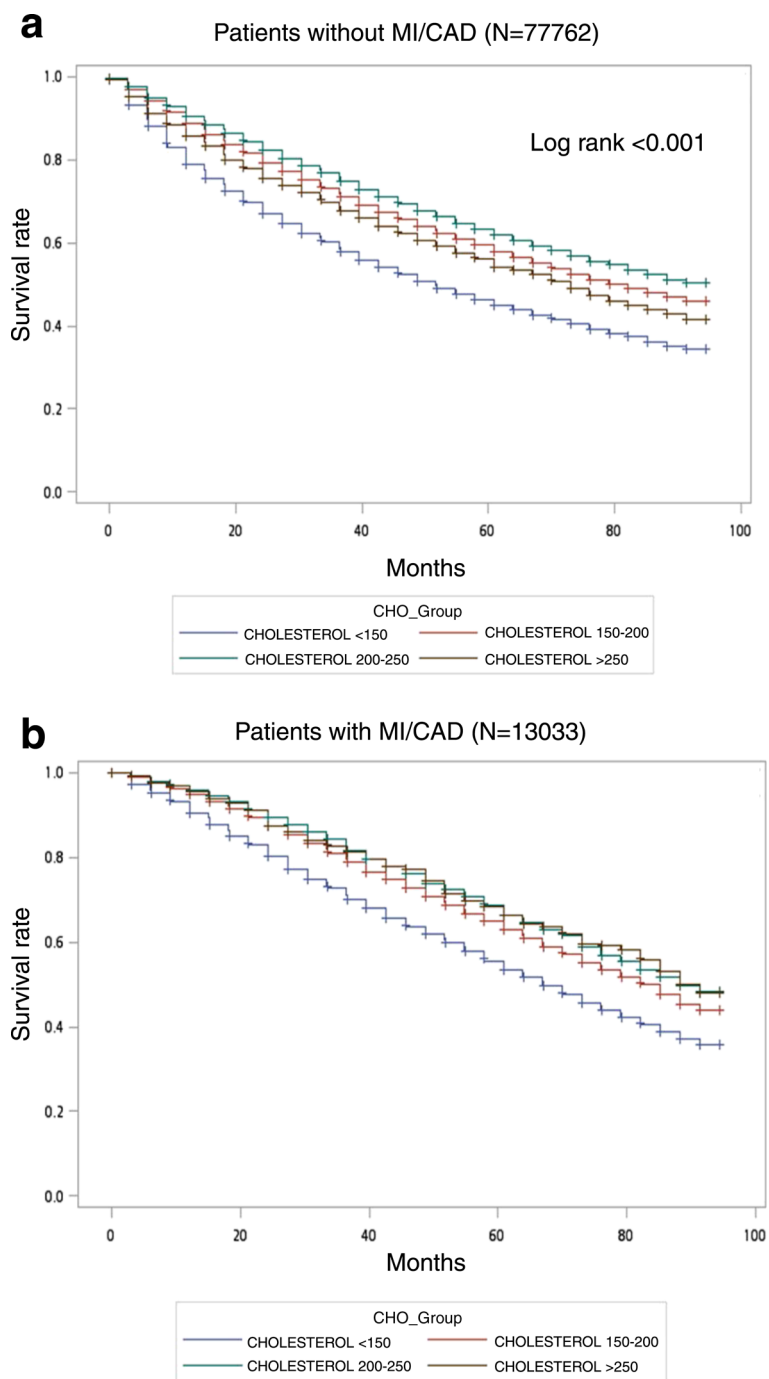 a
Patients without MI/CAD (N=77762)
Log rank <0.001
Survival rate
1.0
0.8
0.6
0.4
0.2
0.0
0 20 40 60 80 100
Months
CHO_Group
CHOLESTEROL <150 CHOLESTEROL 150-200
CHOLESTEROL 200-250 CHOLESTEROL >250
b
Patients with MI/CAD (N=13033)
Survival rate
1.0
0.8
0.6
0.4
0.2
0.0
0 20 40 60 80 100
Months
CHO_Group
CHOLESTEROL <150 CHOLESTEROL 150-200
CHOLESTEROL 200-250 CHOLESTEROL >250